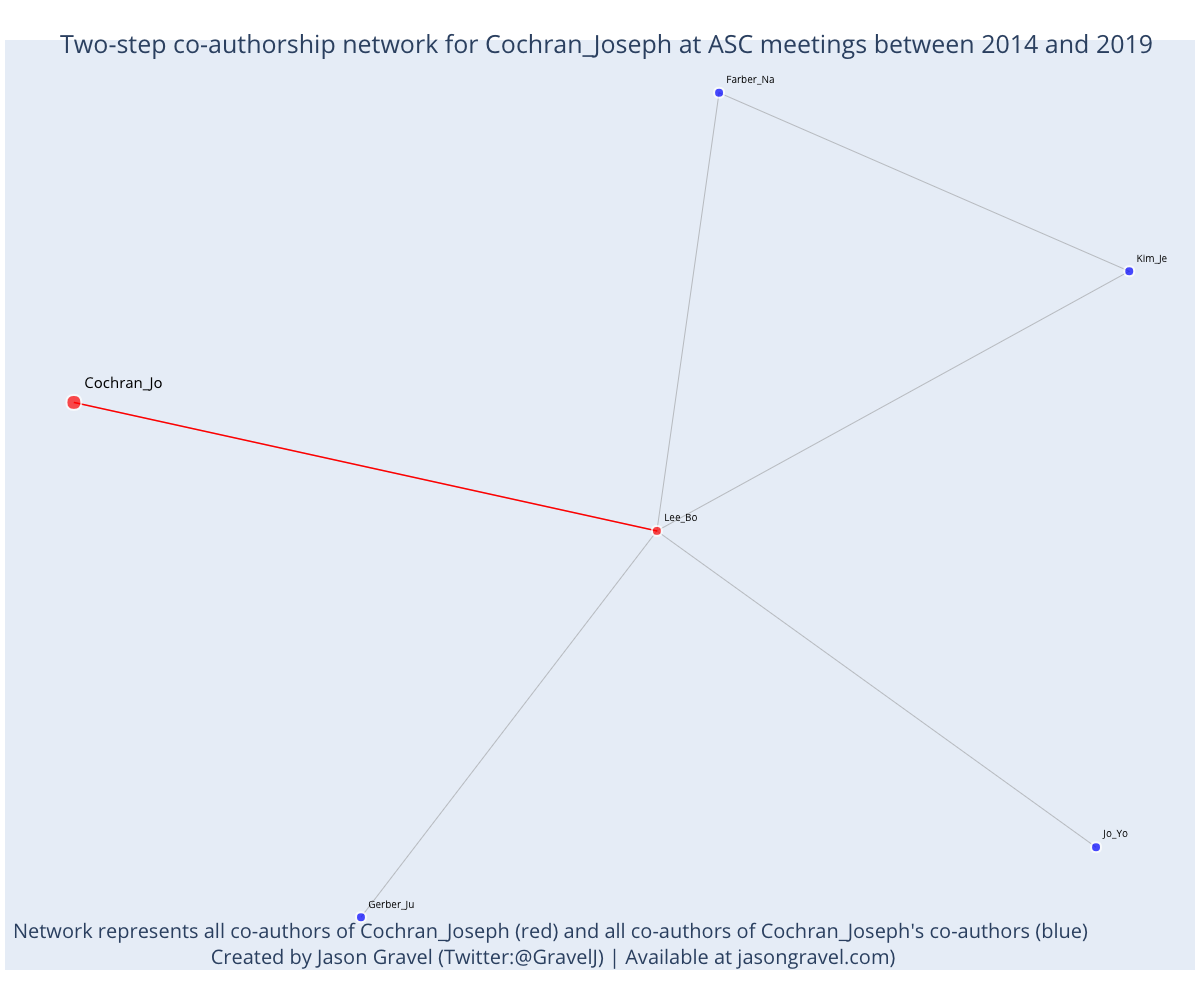 Two-step co-authorship network for Cochran_Joseph at ASC meetings between 2014 and 2019
Farber_Na
Kim_Je
Cochran_Jo
Lee_Bo
Jo_Yo
Gerber_Ju
Network represents all co-authors of Cochran_Joseph (red) and all co-authors of Cochran_Joseph's co-authors (blue)
Created by Jason Gravel (Twitter:@GravelJ) | Available at jasongravel.com)